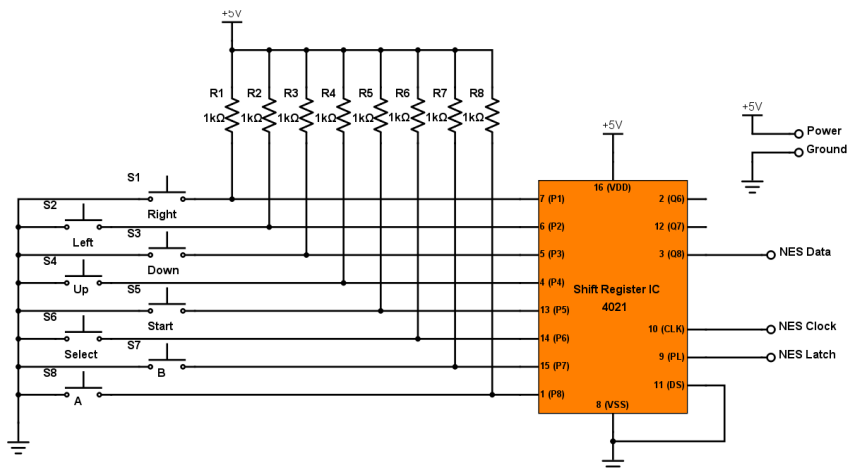 +5V
R1 R2 R3 R4 R5 R6 R7 R8
1kΩ 1kΩ 1kΩ 1kΩ 1kΩ 1kΩ 1kΩ 1kΩ
+5V
+5V
Power
Ground
S1
Right
S2
Left
S3
Down
S4
Up
S5
Start
S6
Select
S7
B
S8
A
16 (VDD)
7 (P1)
6 (P2)
5 (P3)
4 (P4)
13 (P5)
14 (P6)
15 (P7)
1 (P8)
Shift Register IC
4021
2 (Q6)
12 (Q7)
3 (Q8)
10 (CLK)
9 (PL)
11 (DS)
8 (VSS)
NES Data
NES Clock
NES Latch